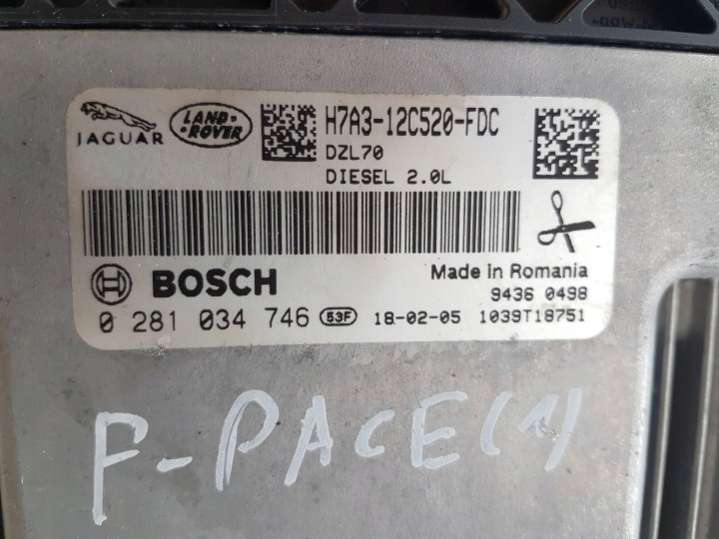 JAGUAR
LAND-
ROVER
H7A3-12C520-FDC
DZL70
DIESEL 2.0L
BOSCH
Made in Romania
9436 0498
0 281 034 746 53F 18-02-05 1039T18751
F-PACE(1)